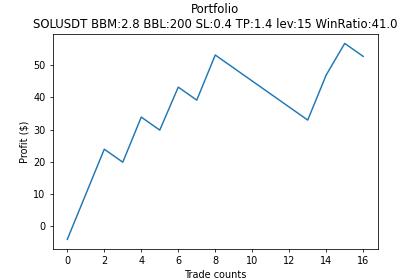 Portfolio
SOLUSDT BBM:2.8 BBL:200 SL:0.4 TP:1.4 lev:15 WinRatio:41.0
Profit ($)
50
40
30
20
10
0
0 2 4 6 8 10 12 14 16
Trade counts